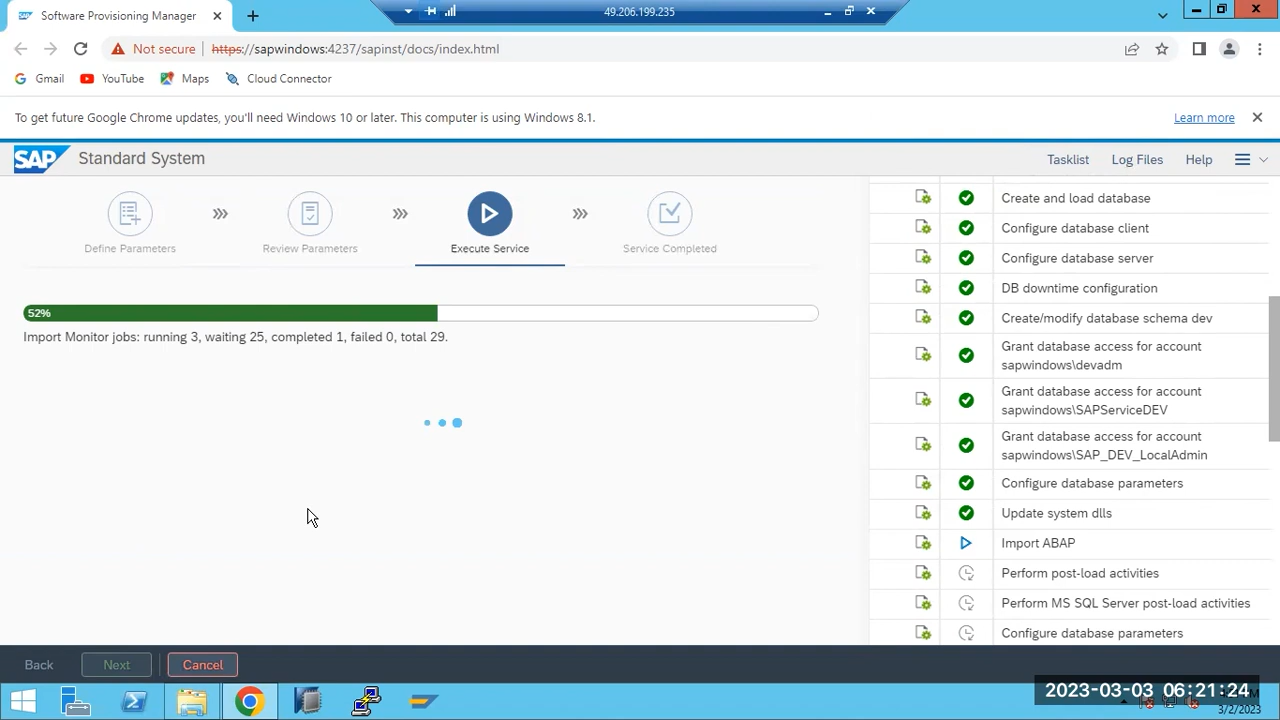 Software Provisioning Manager
49.206.199.235
Not secure
https://sapwindows:4237/sapinst/docs/index.html
Gmail
YouTube
Maps
Cloud Connector
To get future Google Chrome updates, you'll need Windows 10 or later. This computer is using Windows 8.1.
Learn more
SAP
Standard System
Tasklist
Log Files
Help
Define Parameters
Review Parameters
Execute Service
Service Completed
52%
Import Monitor jobs: running 3, waiting 25, completed 1, failed 0, total 29.
Create and load database
Configure database client
Configure database server
DB downtime configuration
Create/modify database schema dev
Grant database access for account
sapwindows\devadm
Grant database access for account
sapwindows\SAPServiceDEV
Grant database access for account
sapwindows\SAP_DEV_LocalAdmin
Configure database parameters
Update system dlls
Import ABAP
Perform post-load activities
Perform MS SQL Server post-load activities
Configure database parameters
Back
Next
Cancel
2023-03-03 06:21:24
3/2/2023